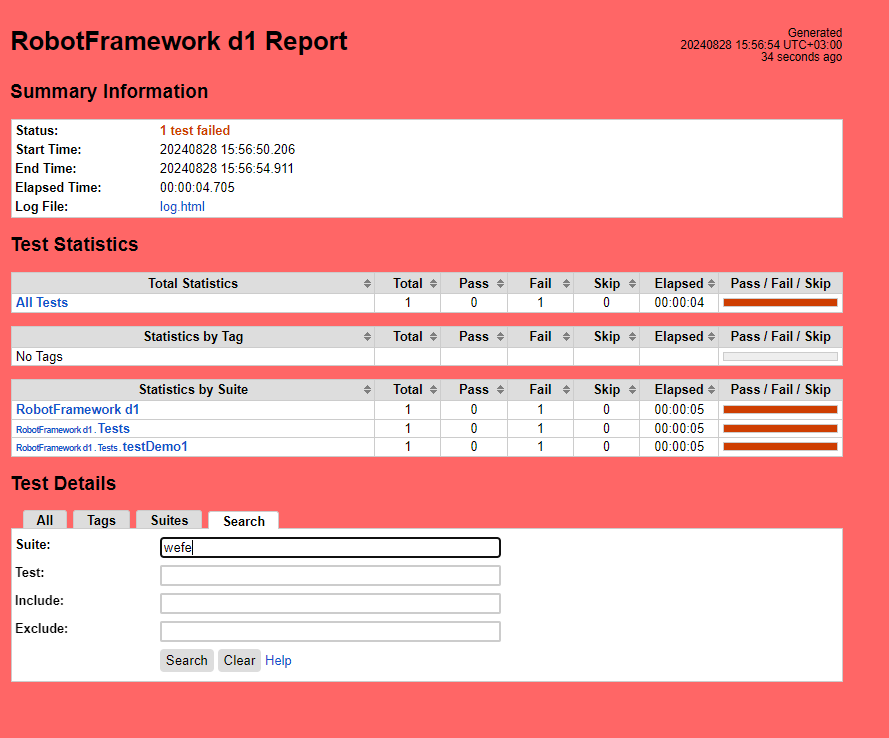 RobotFramework d1 Report
Generated
20240828 15:56:54 UTC+03:00
34 seconds ago
Summary Information
Status: 1 test failed
Start Time: 20240828 15:56:50.206
End Time: 20240828 15:56:54.911
Elapsed Time: 00:00:04.705
Log File: log.html
Test Statistics
Total Statistics Total Pass Fail Skip Elapsed Pass / Fail / Skip
All Tests 1 0 1 0 00:00:04
Statistics by Tag Total Pass Fail Skip Elapsed Pass / Fail / Skip
No Tags
Statistics by Suite Total Pass Fail Skip Elapsed Pass / Fail / Skip
RobotFramework d1 1 0 1 0 00:00:05
RobotFramework d1 . Tests 1 0 1 0 00:00:05
RobotFramework d1 . Tests . testDemo1 1 0 1 0 00:00:05
Test Details
All Tags Suites Search
Suite: wefe
Test:
Include:
Exclude:
Search Clear Help